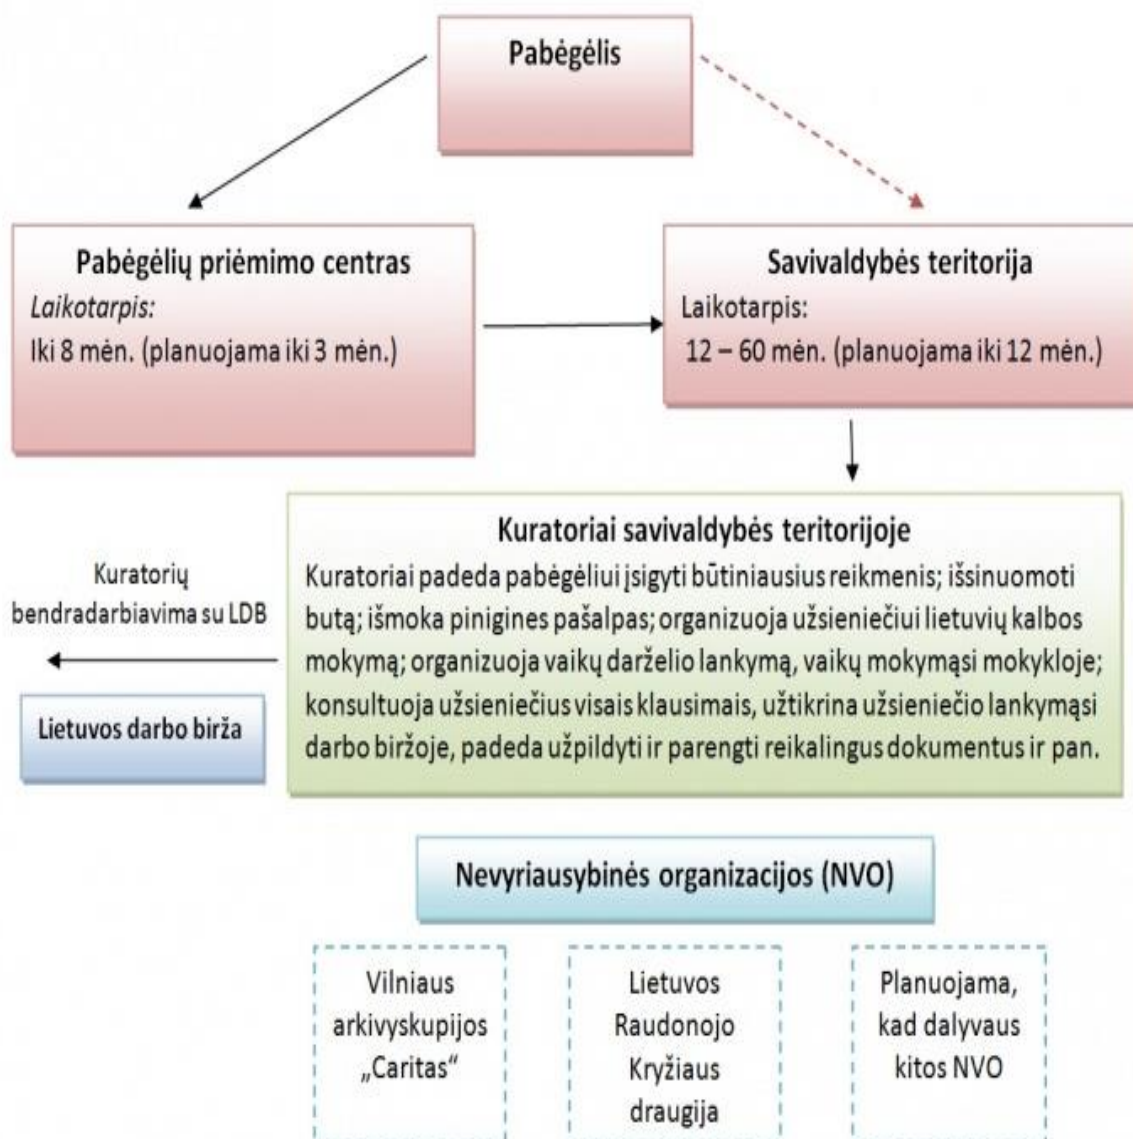 Pabėgėlis
Pabėgėlių priėmimo centras
Laikotarpis:
Iki 8 mėn. (planuojama iki 3 mėn.)
Savivaldybės teritorija
Laikotarpis:
12 – 60 mėn. (planuojama iki 12 mėn.)
Kuratoriai savivaldybės teritorijoje
Kuratoriai padeda pabėgėliui įsigyti būtiniausius reikmenis; išsinuomoti
butą; išmoka pinigines pašalpas; organizuoja užsieniečiui lietuvių kalbos
mokymą; organizuoja vaikų darželio lankymą, vaikų mokymąsi mokykloje;
konsultuoja užsieniečius visais klausimais, užtikrina užsieniečio lankymąsi
darbo biržoje, padeda užpildyti ir parengti reikalingus dokumentus ir pan.
Kuratorių
bendradarbiavima su LDB
Lietuvos darbo birža
Nevyriausybinės organizacijos (NVO)
Vilniaus
arkivyskupijos
„Caritas“
Lietuvos
Raudonojo
Kryžiaus
draugija
Planuojama,
kad dalyvaus
kitos NVO